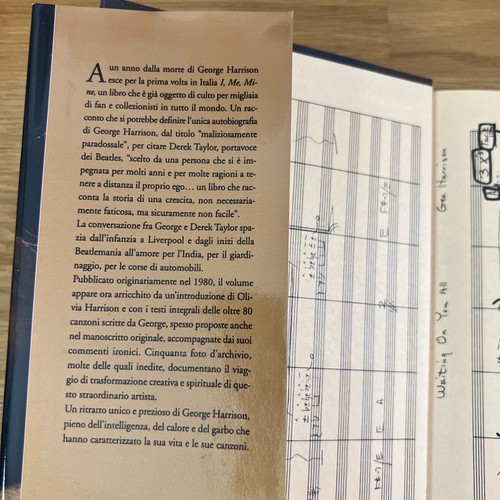 A un anno dalla morte di George Harrison
esce per la prima volta in Italia I, Me, Mi-
ne, un libro che è già oggetto di culto per migliaia
di fan e collezionisti in tutto il mondo. Un rac-
conto che si potrebbe definire l'unica autobiografia
di George Harrison, dal titolo "maliziosamente
paradossale", per citare Derek Taylor, portavoce
dei Beatles, "scelto da una persona che si è im-
pegnata per molti anni e per molte ragioni a te-
nere a distanza il proprio ego... un libro che rac-
conta la storia di una crescita, non necessaria-
mente faticosa, ma sicuramente non facile".
La conversazione fra George e Derek Taylor spa-
zia dall'infanzia a Liverpool e dagli inizi della
Beatlemania all'amore per l'India, per il giardi-
naggio, per le corse di automobili.
Pubblicato originariamente nel 1980, il volume
appare ora arricchito da un'introduzione di Oli-
via Harrison e con i testi integrali delle oltre 80
canzoni scritte da George, spesso proposte anche
nel manoscritto originale, accompagnate dai suoi
commenti ironici. Cinquanta foto d'archivio,
molte delle quali inedite, documentano il viag-
gio di trasformazione creativa e spirituale di que-
sto straordinario artista.
Un ritratto unico e prezioso di George Harrison,
pieno dell'intelligenza, del calore e del garbo che
hanno caratterizzato la sua vita e le sue canzoni.
F#-7/E E A
E F#-7/E
Waiting On You All
Geo Harrison